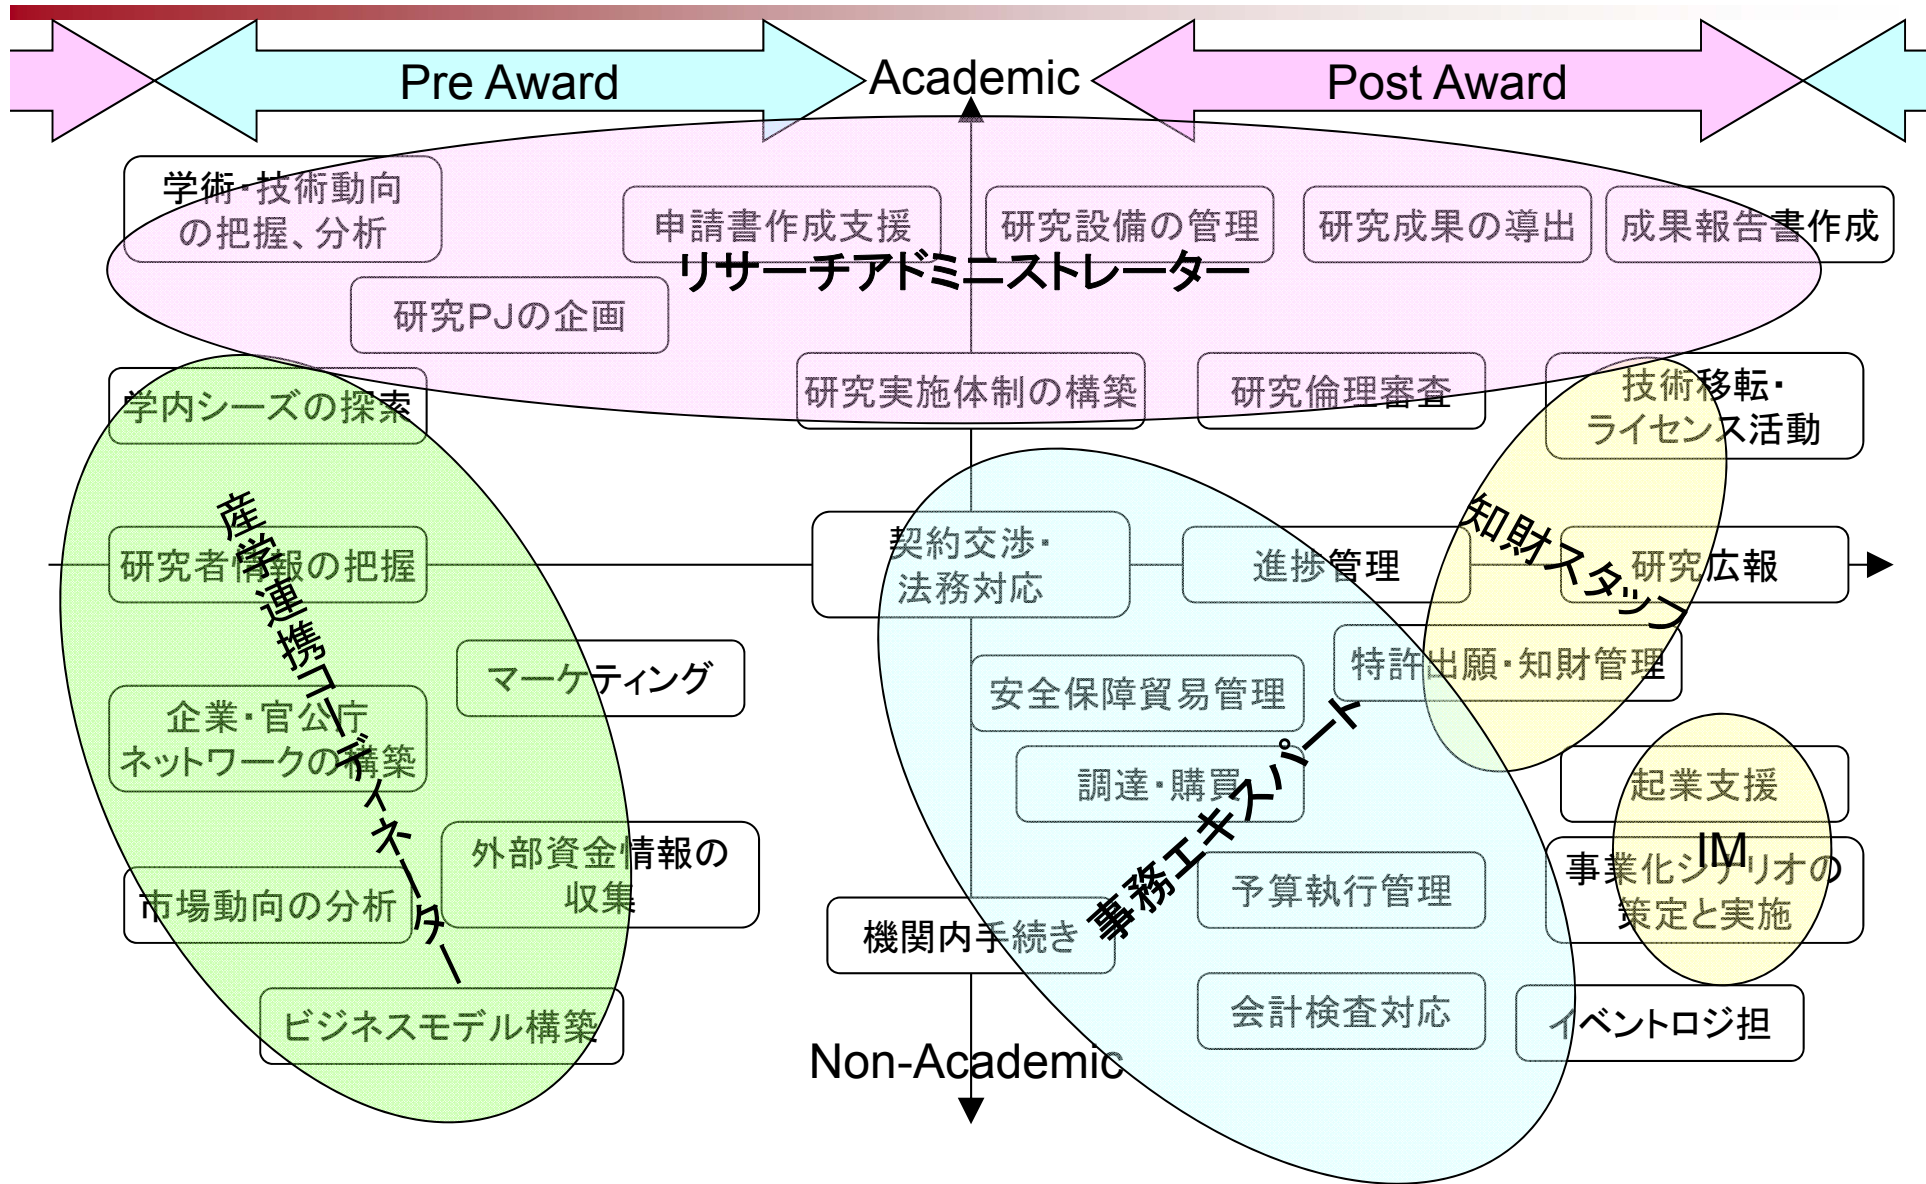 Pre Award
Academic
Post Award
学術・技術動向
の把握、分析
申請書作成支援
研究設備の管理
研究成果の導出
成果報告書作成
リサーチアドミニストレーター
研究PJの企画
学内シーズの探索
研究実施体制の構築
研究倫理審査
技術移転・
ライセンス活動
産学連携コーディネーター
知財スタッフ
研究者情報の把握
契約交渉・
法務対応
進捗管理
研究広報
マーケティング
安全保障貿易管理
特許出願・知財管理
企業・官公庁
ネットワークの構築
調達・購買
起業支援
事務エキスパート
IM
外部資金情報の
収集
市場動向の分析
予算執行管理
事業化シナリオの
策定と実施
機関内手続き
ビジネスモデル構築
会計検査対応
イベントロジ担
Non-Academic